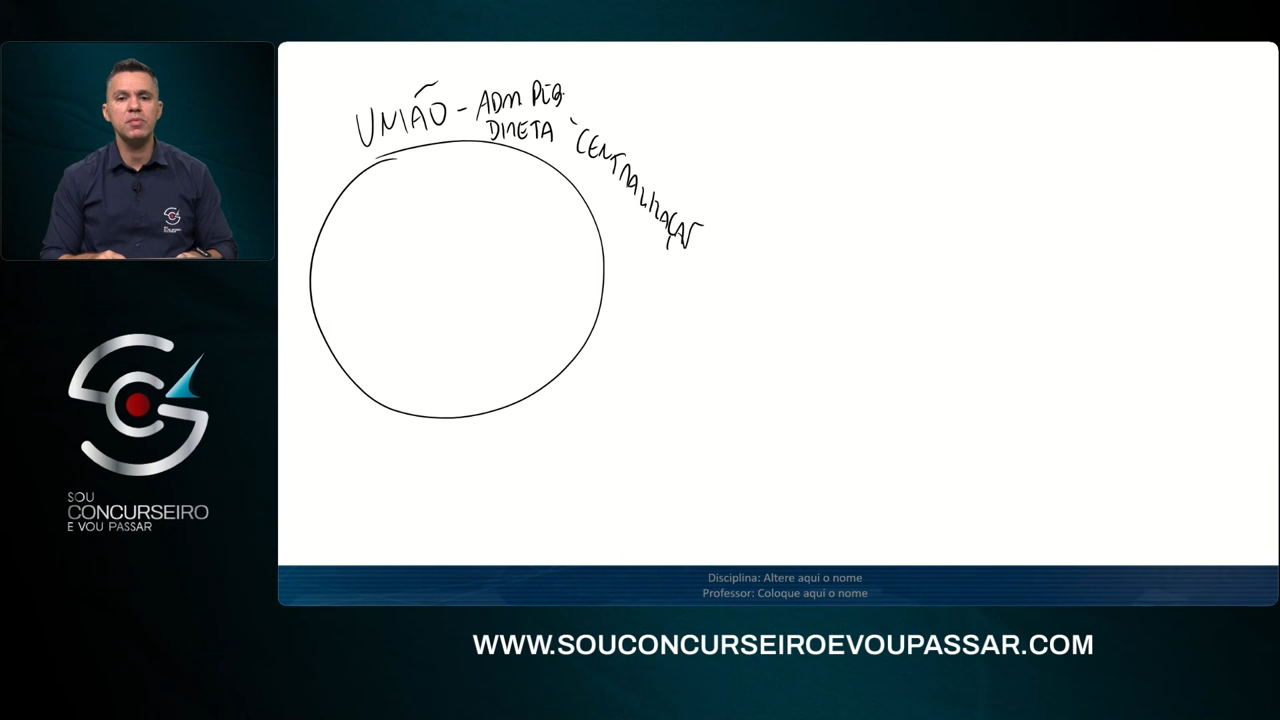 UNIÃO - ADM PÚB.
DIRETA
- CENTRALIZAÇÃO
SOU
CONCURSEIRO
E VOU PASSAR
Disciplina: Altere aqui o nome
Professor: Coloque aqui o nome
WWW.SOUCONCURSEIROEVOUPASSAR.COM